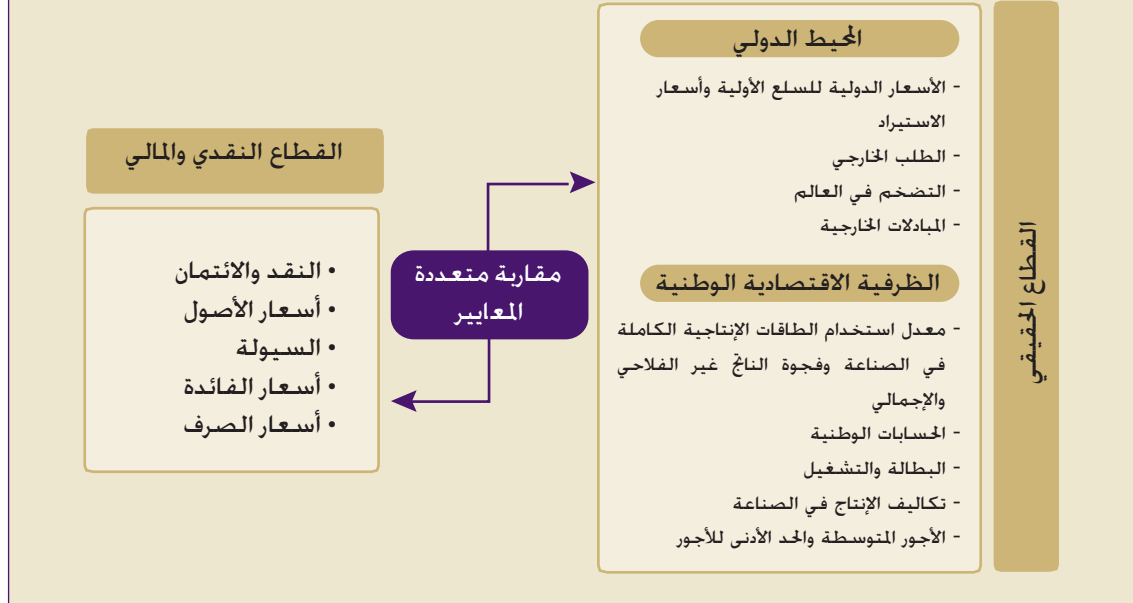 القطاع الحقيقي
المحيط الدولي
- الأسعار الدولية للسلع الأولية وأسعار
الاستيراد
- الطلب الخارجي
- التضخم في العالم
- المبادلات الخارجية
الظرفية الاقتصادية الوطنية
- معدل استخدام الطاقات الإنتاجية الكاملة
في الصناعة وفجوة الناتج غير الفلاحي
والإجمالي
- الحسابات الوطنية
- البطالة والتشغيل
- تكاليف الإنتاج في الصناعة
- الأجور المتوسطة والحد الأدنى للأجور
مقاربة متعددة
المعايير
القطاع النقدي والمالي
• النقد والائتمان
• أسعار الأصول
• السيولة
• أسعار الفائدة
• أسعار الصرف